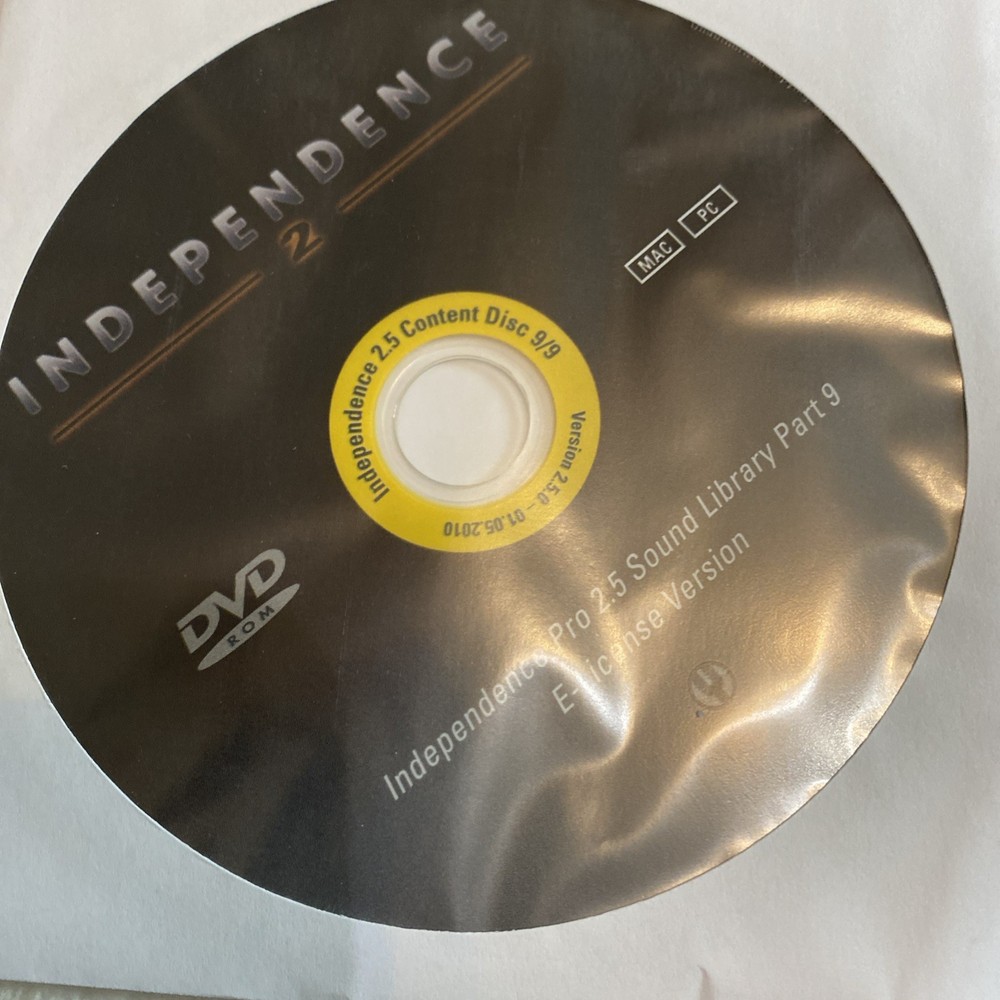 INDEPENDENCE
2
MAC PC
Independence 2.5 Content Disc 9/9
Version 2.5.0 – 01.05.2010
DVD
ROM
Independence Pro 2.5 Sound Library Part 9
E-Licanse Version